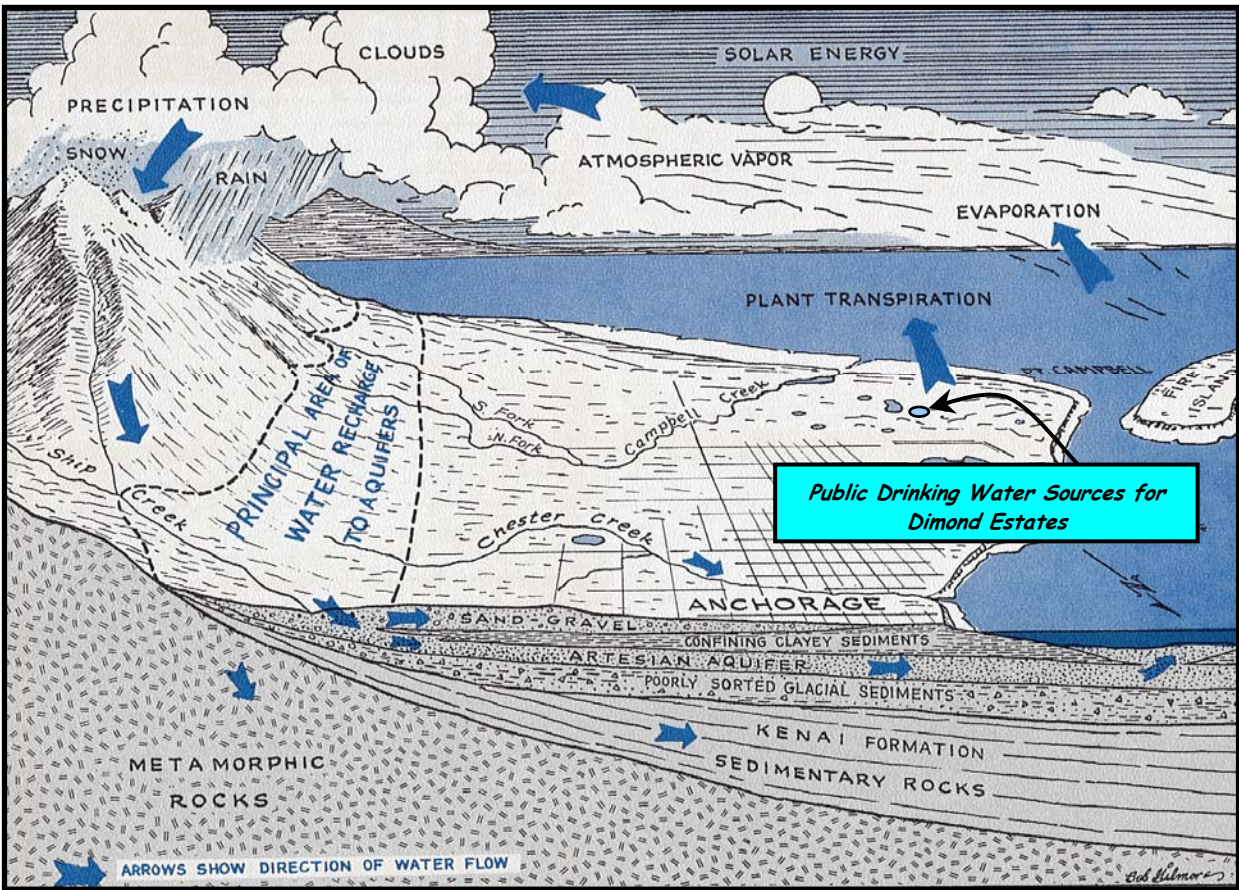 CLOUDS
SOLAR ENERGY
PRECIPITATION
SNOW
RAIN
ATMOSPHERIC VAPOR
EVAPORATION
PLANT TRANSPIRATION
PT. CAMPBELL
FIRE
ISLAND
PRINCIPAL AREA OF
WATER RECHARGE
TO AQUIFERS
S. Fork
N. Fork
Campbell Creek
Ship
Creek
Chester Creek
Public Drinking Water Sources for
Dimond Estates
ANCHORAGE
SAND-GRAVEL
CONFINING CLAYEY SEDIMENTS
ARTESIAN AQUIFER
POORLY SORTED GLACIAL SEDIMENTS
KENAI FORMATION
SEDIMENTARY ROCKS
METAMORPHIC
ROCKS
ARROWS SHOW DIRECTION OF WATER FLOW
Bob Gilmore